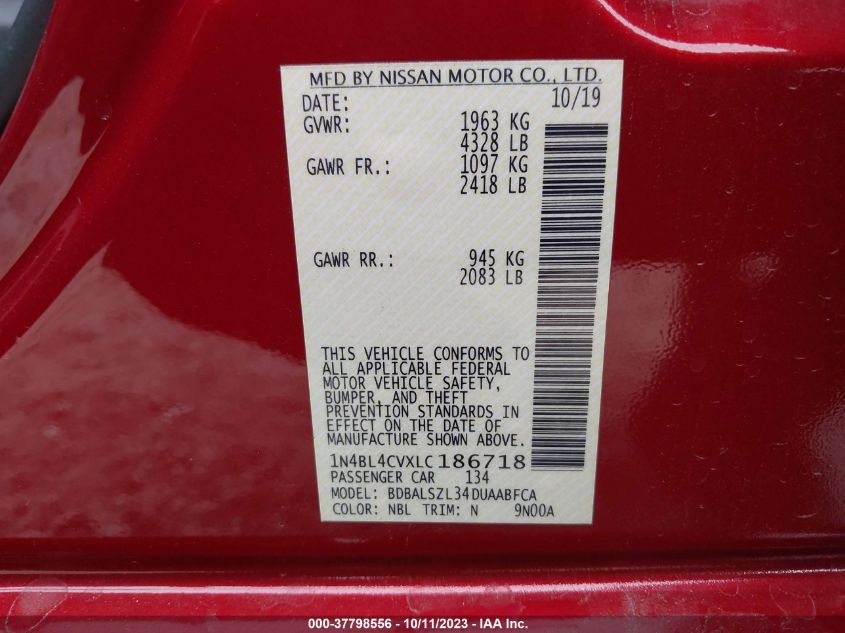 MFD BY NISSAN MOTOR CO., LTD.
DATE: 10/19
GVWR: 1963 KG
4328 LB
GAWR FR.: 1097 KG
2418 LB
GAWR RR.: 945 KG
2083 LB
THIS VEHICLE CONFORMS TO
ALL APPLICABLE FEDERAL
MOTOR VEHICLE SAFETY,
BUMPER, AND THEFT
PREVENTION STANDARDS IN
EFFECT ON THE DATE OF
MANUFACTURE SHOWN ABOVE.
1N4BL4CVXLC186718
PASSENGER CAR 134
MODEL: BDBALSZL34DUAABFCA
COLOR: NBL TRIM: N 9N00A
000-37798556 - 10/11/2023 - IAA Inc.